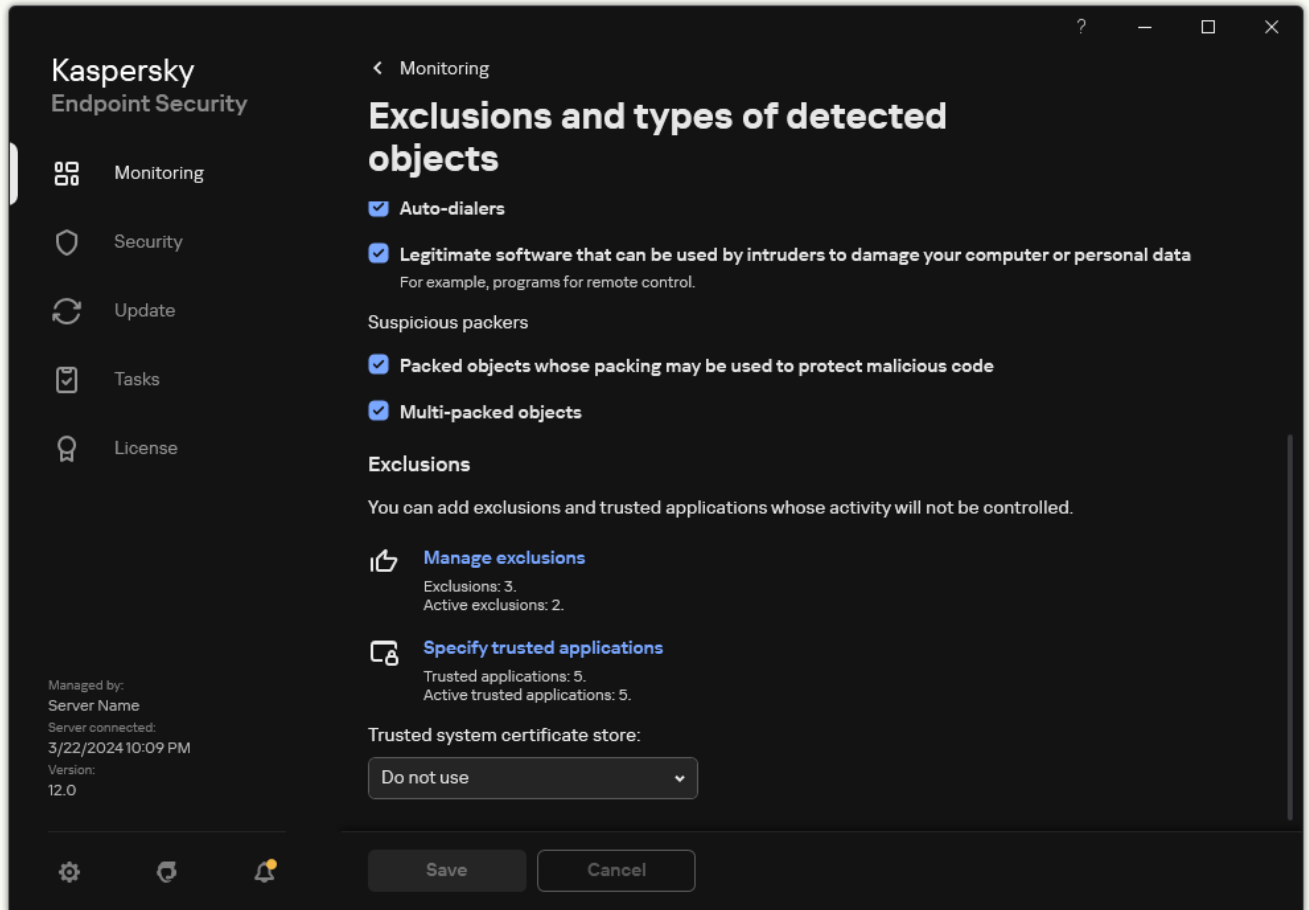 ?
Kaspersky
Endpoint Security
Monitoring
Security
Update
Tasks
License
Managed by:
Server Name
Server connected:
3/22/2024 10:09 PM
Version:
12.0
Monitoring
Exclusions and types of detected
objects
Auto-dialers
Legitimate software that can be used by intruders to damage your computer or personal data
For example, programs for remote control.
Suspicious packers
Packed objects whose packing may be used to protect malicious code
Multi-packed objects
Exclusions
You can add exclusions and trusted applications whose activity will not be controlled.
Manage exclusions
Exclusions: 3.
Active exclusions: 2.
Specify trusted applications
Trusted applications: 5.
Active trusted applications: 5.
Trusted system certificate store:
Do not use
Save
Cancel